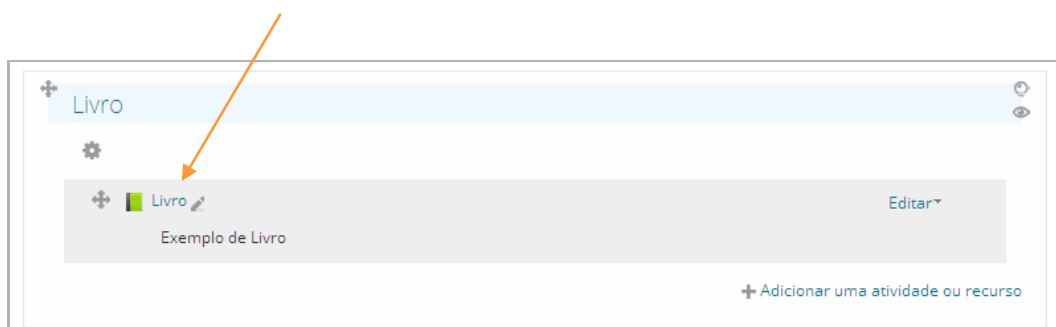 Livro
Livro
Editar
Exemplo de Livro
Adicionar uma atividade ou recurso